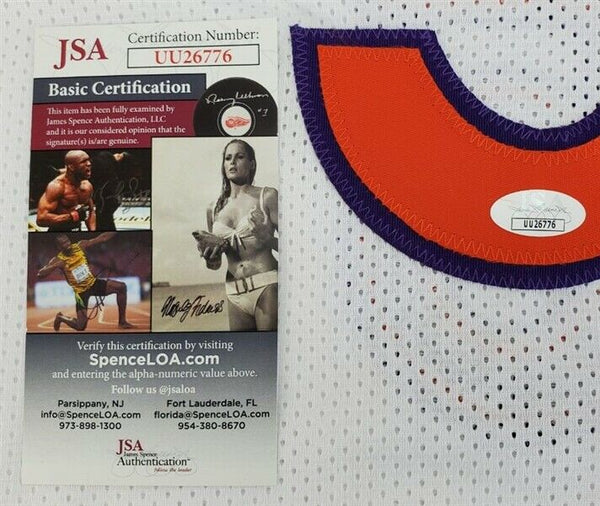 JSA
Certification Number:
UU26776
Basic Certification
This item has been fully examined by
James Spence Authentication, LLC
and it is our considered opinion that the
signature(s) is/are genuine.
#3
Verify this certification by visiting
SpenceLOA.com
and entering the alpha-numeric value above.
Follow us @jsaloa
Parsippany, NJ
info@SpenceLOA.com
973-898-1300
Fort Lauderdale, FL
florida@SpenceLOA.com
954-380-8670
JSA
James Spence
Authentication
UU26776